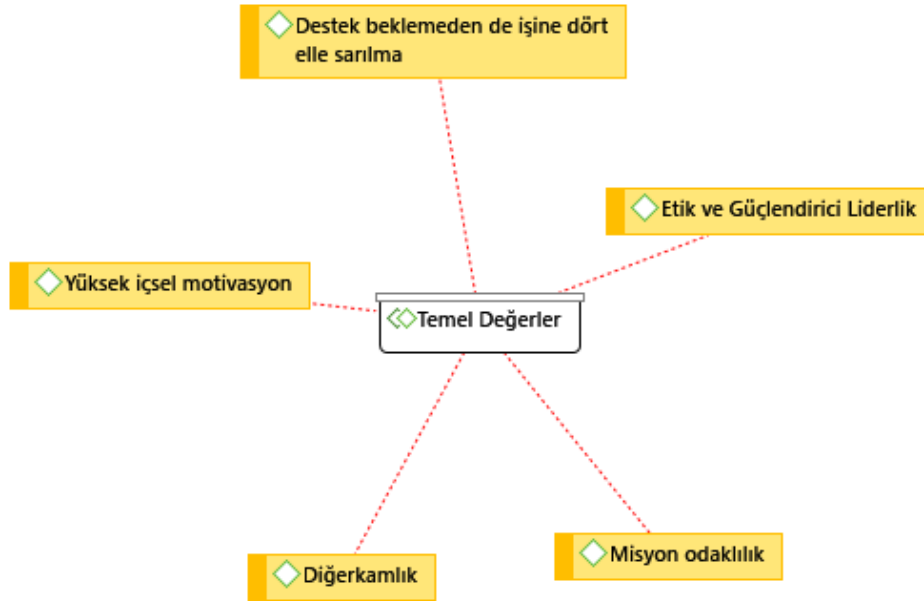 Destek beklemeden de işine dört
elle sarılma
Etik ve Güçlendirici Liderlik
Yüksek içsel motivasyon
Temel Değerler
Misyon odaklılık
Diğerkamlık